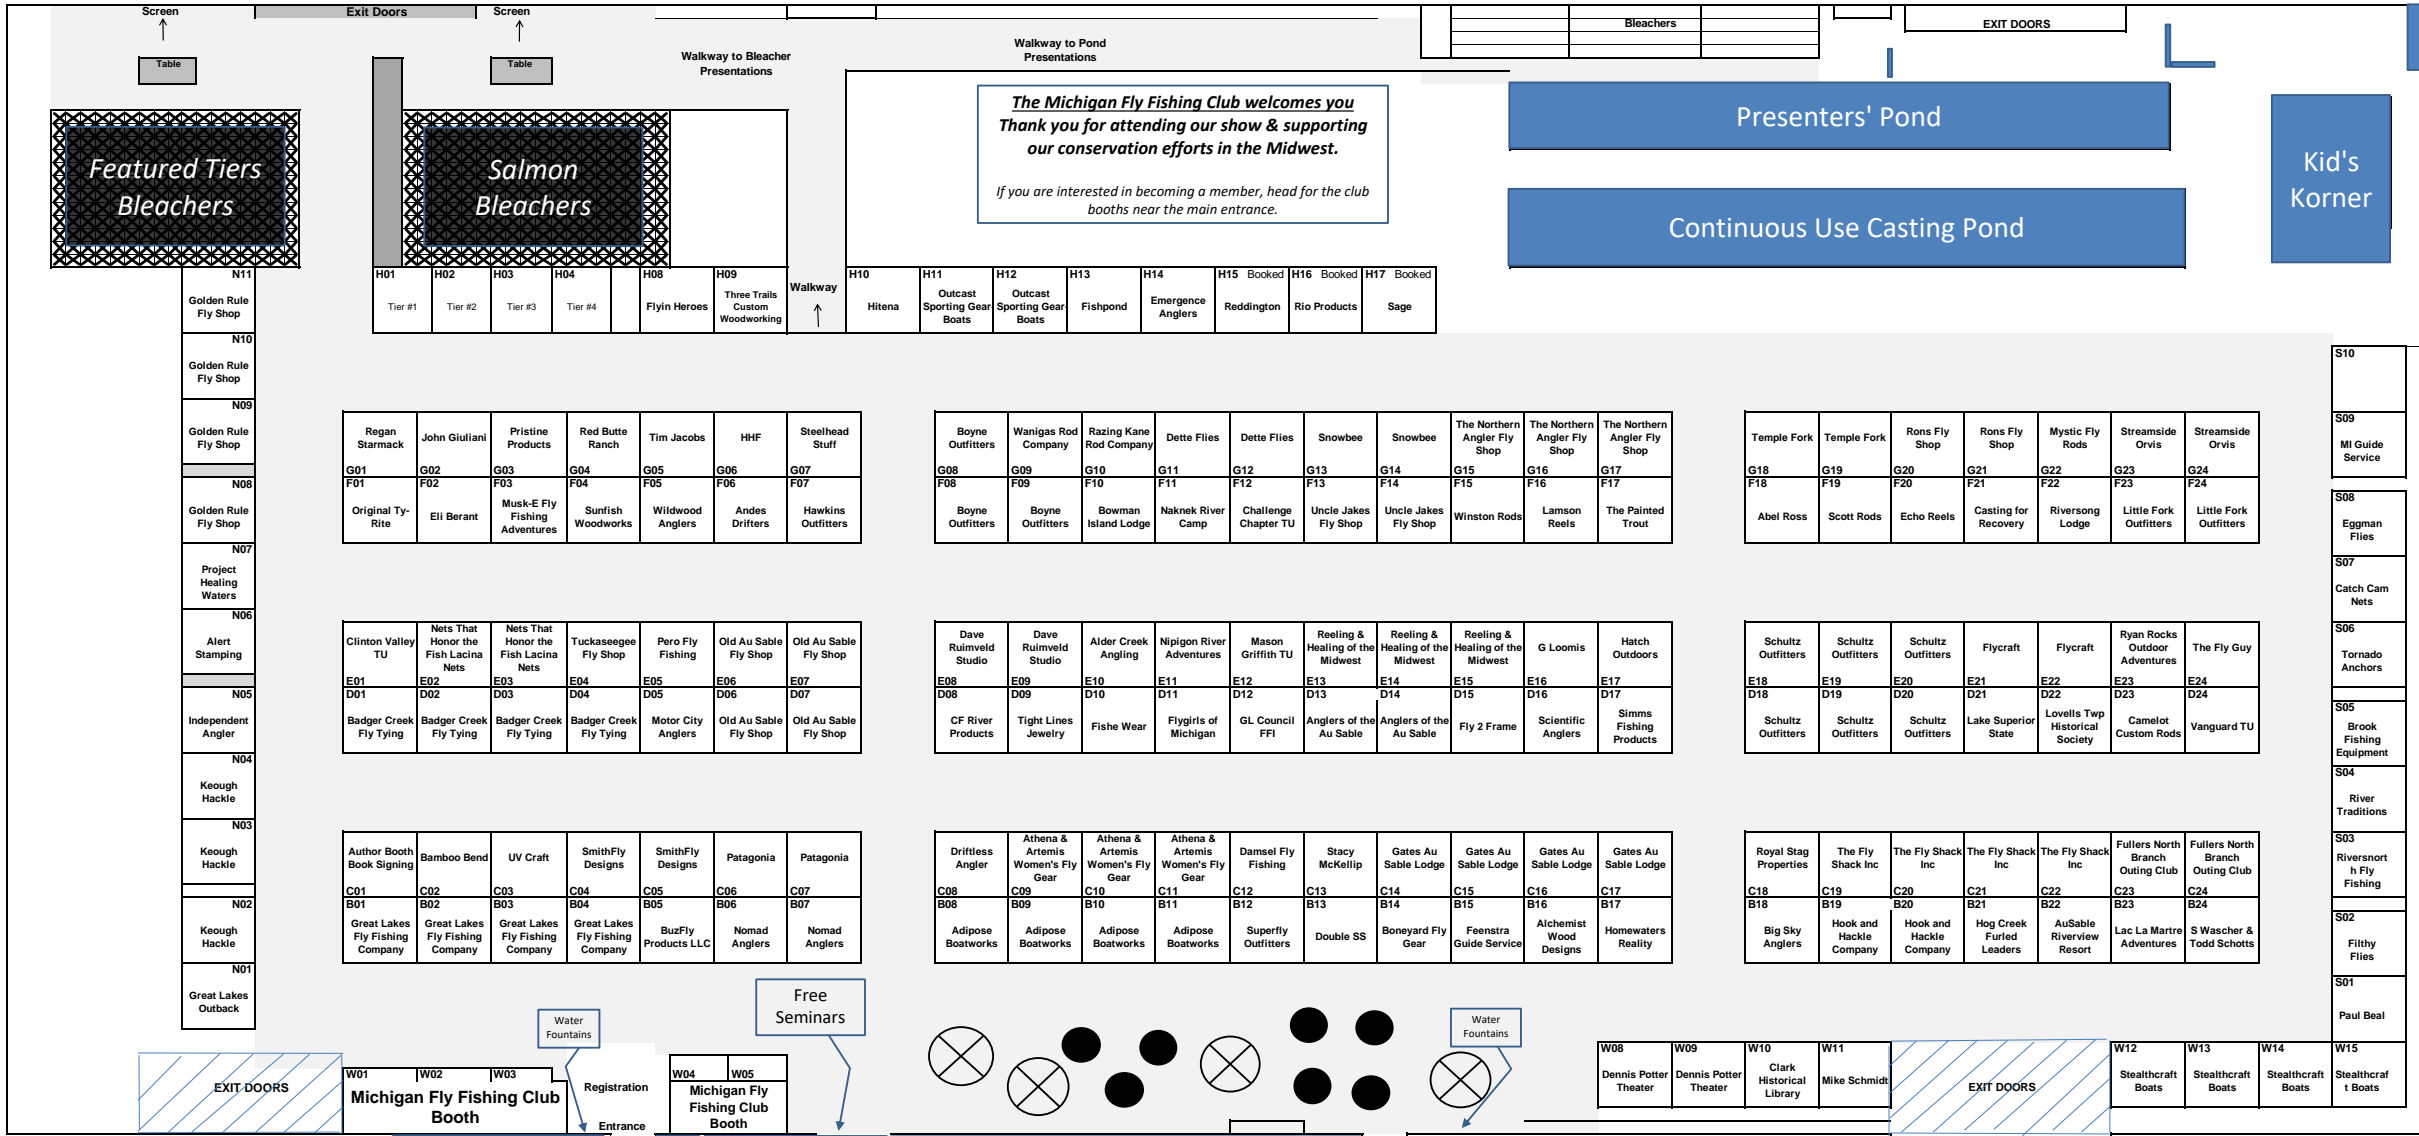 Screen
Exit Doors
Screen
Bleachers
EXIT DOORS
Walkway to Bleacher
Presentations
Walkway to Pond
Presentations
Table
Table
The Michigan Fly Fishing Club welcomes you
Thank you for attending our show & supporting
our conservation efforts in the Midwest.
If you are interested in becoming a member, head for the club
booths near the main entrance.
Presenters' Pond
Continuous Use Casting Pond
Kid's
Korner
Featured Tiers
Bleachers
Salmon
Bleachers
H01
Tier #1
H02
Tier #2
H03
Tier #3
H04
Tier #4
H08
Flyin Heroes
H09
Three Trails
Custom
Woodworking
Walkway
H10
Hitena
H11
Outcast
Sporting Gear
Boats
H12
Outcast
Sporting Gear
Boats
H13
Fishpond
H14
Emergence
Anglers
H15 Booked
Reddington
H16 Booked
Rio Products
H17 Booked
Sage
N11
Golden Rule
Fly Shop
N10
Golden Rule
Fly Shop
N09
Golden Rule
Fly Shop
N08
Golden Rule
Fly Shop
N07
Project
Healing
Waters
N06
Alert
Stamping
N05
Independent
Angler
N04
Keough
Hackle
N03
Keough
Hackle
N02
Keough
Hackle
N01
Great Lakes
Outback
Regan
Starmack
G01
John Giuliani
G02
Pristine
Products
G03
Red Butte
Ranch
G04
Tim Jacobs
G05
HHF
G06
Steelhead
Stuff
G07
F01
Original Ty-
Rite
F02
Eli Berant
F03
Musk-E Fly
Fishing
Adventures
F04
Sunfish
Woodworks
F05
Wildwood
Anglers
F06
Andes
Drifters
F07
Hawkins
Outfitters
Boyne
Outfitters
G08
Wanigas Rod
Company
G09
Razing Kane
Rod Company
G10
Dette Flies
G11
Dette Flies
G12
Snowbee
G13
Snowbee
G14
The Northern
Angler Fly
Shop
G15
The Northern
Angler Fly
Shop
G16
The Northern
Angler Fly
Shop
G17
F08
Boyne
Outfitters
F09
Boyne
Outfitters
F10
Bowman
Island Lodge
F11
Naknek River
Camp
F12
Challenge
Chapter TU
F13
Uncle Jakes
Fly Shop
F14
Uncle Jakes
Fly Shop
F15
Winston Rods
F16
Lamson
Reels
F17
The Painted
Trout
Temple Fork
G18
Temple Fork
G19
Rons Fly
Shop
G20
Rons Fly
Shop
G21
Mystic Fly
Rods
G22
Streamside
Orvis
G23
Streamside
Orvis
G24
F18
Abel Ross
F19
Scott Rods
F20
Echo Reels
F21
Casting for
Recovery
F22
Riversong
Lodge
F23
Little Fork
Outfitters
F24
Little Fork
Outfitters
Clinton Valley
TU
E01
Nets That
Honor the
Fish Lacina
Nets
E02
Nets That
Honor the
Fish Lacina
Nets
E03
Tuckaseegee
Fly Shop
E04
Pero Fly
Fishing
E05
Old Au Sable
Fly Shop
E06
Old Au Sable
Fly Shop
E07
D01
Badger Creek
Fly Tying
D02
Badger Creek
Fly Tying
D03
Badger Creek
Fly Tying
D04
Badger Creek
Fly Tying
D05
Motor City
Anglers
D06
Old Au Sable
Fly Shop
D07
Old Au Sable
Fly Shop
Dave
Ruimveld
Studio
E08
Dave
Ruimveld
Studio
E09
Alder Creek
Angling
E10
Nipigon River
Adventures
E11
Mason
Griffith TU
E12
Reeling &
Healing of the
Midwest
E13
Reeling &
Healing of the
Midwest
E14
Reeling &
Healing of the
Midwest
E15
G Loomis
E16
Hatch
Outdoors
E17
D08
CF River
Products
D09
Tight Lines
Jewelry
D10
Fishe Wear
D11
Flygirls of
Michigan
D12
GL Council
FFI
D13
Anglers of the
Au Sable
D14
Anglers of the
Au Sable
D15
Fly 2 Frame
D16
Scientific
Anglers
D17
Simms
Fishing
Products
Schultz
Outfitters
E18
Schultz
Outfitters
E19
Schultz
Outfitters
E20
Flycraft
E21
Flycraft
E22
Ryan Rocks
Outdoor
Adventures
E23
The Fly Guy
E24
D18
Schultz
Outfitters
D19
Schultz
Outfitters
D20
Schultz
Outfitters
D21
Lake Superior
State
D22
Lovells Twp
Historical
Society
D23
Camelot
Custom Rods
D24
Vanguard TU
Author Booth
Book Signing
C01
Bamboo Bend
C02
UV Craft
C03
SmithFly
Designs
C04
SmithFly
Designs
C05
Patagonia
C06
Patagonia
C07
B01
Great Lakes
Fly Fishing
Company
B02
Great Lakes
Fly Fishing
Company
B03
Great Lakes
Fly Fishing
Company
B04
Great Lakes
Fly Fishing
Company
B05
BuzFly
Products LLC
B06
Nomad
Anglers
B07
Nomad
Anglers
Driftless
Angler
C08
Athena &
Artemis
Women's Fly
Gear
C09
Athena &
Artemis
Women's Fly
Gear
C10
Athena &
Artemis
Women's Fly
Gear
C11
Damsel Fly
Fishing
C12
Stacy
McKellip
C13
Gates Au
Sable Lodge
C14
Gates Au
Sable Lodge
C15
Gates Au
Sable Lodge
C16
Gates Au
Sable Lodge
C17
B08
Adipose
Boatworks
B09
Adipose
Boatworks
B10
Adipose
Boatworks
B11
Adipose
Boatworks
B12
Superfly
Outfitters
B13
Double SS
B14
Boneyard Fly
Gear
B15
Feenstra
Guide Service
B16
Alchemist
Wood
Designs
B17
Homewaters
Reality
Royal Stag
Properties
C18
The Fly
Shack Inc
C19
The Fly Shack
Inc
C20
The Fly Shack
Inc
C21
The Fly Shack
Inc
C22
Fullers North
Branch
Outing Club
C23
Fullers North
Branch
Outing Club
C24
B18
Big Sky
Anglers
B19
Hook and
Hackle
Company
B20
Hook and
Hackle
Company
B21
Hog Creek
Furled
Leaders
B22
AuSable
Riverview
Resort
B23
Lac La Martre
Adventures
B24
S Wascher &
Todd Schotts
S10
S09
MI Guide
Service
S08
Eggman
Flies
S07
Catch Cam
Nets
S06
Tornado
Anchors
S05
Brook
Fishing
Equipment
S04
River
Traditions
S03
Riversnort
h Fly
Fishing
S02
Filthy
Flies
S01
Paul Beal
Free
Seminars
Water
Fountains
Water
Fountains
EXIT DOORS
W01
W02
W03
Michigan Fly Fishing Club
Booth
Registration
Entrance
W04
W05
Michigan Fly
Fishing Club
Booth
W08
Dennis Potter
Theater
W09
Dennis Potter
Theater
W10
Clark
Historical
Library
W11
Mike Schmidt
EXIT DOORS
W12
Stealthcraft
Boats
W13
Stealthcraft
Boats
W14
Stealthcraft
Boats
W15
Stealthcraf
t Boats